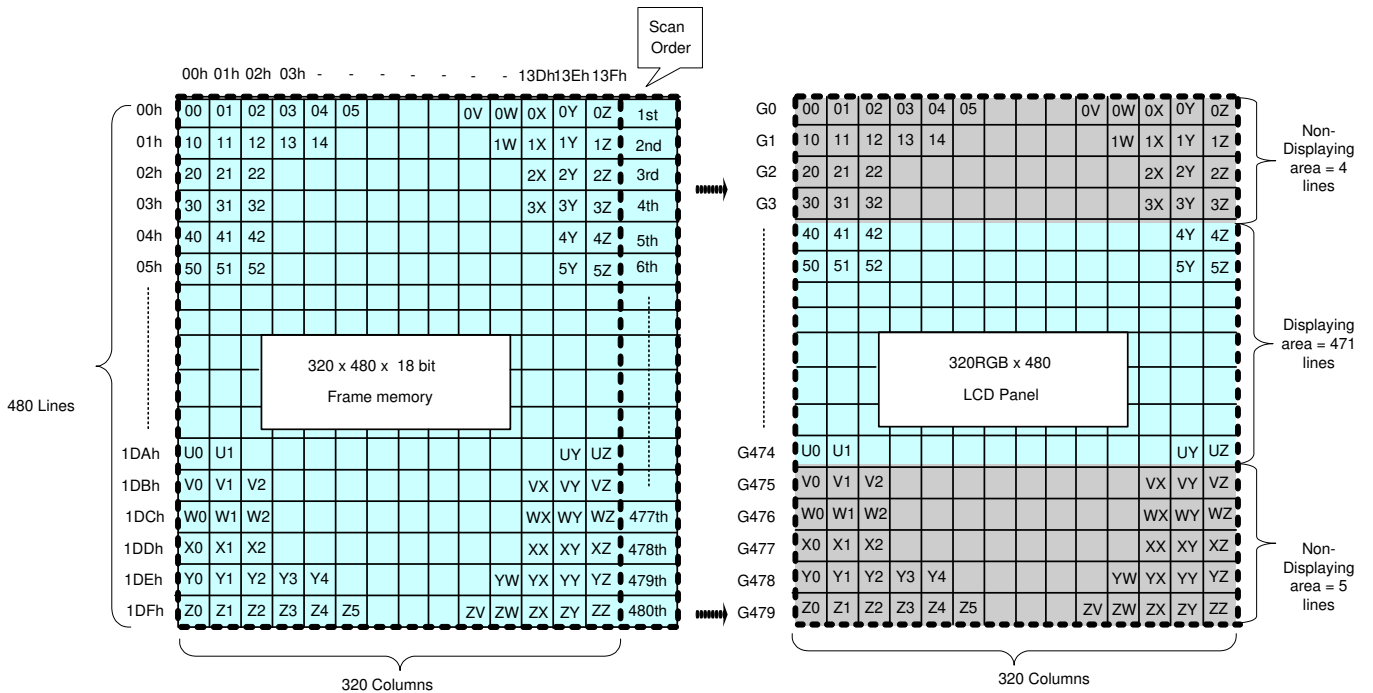 Scan
Order
00h 01h 02h 03h - - - - - - - 13Dh 13Eh 13Fh
00h 00 01 02 03 04 05 0V 0W 0X 0Y 0Z 1st
01h 10 11 12 13 14 1W 1X 1Y 1Z 2nd
02h 20 21 22 2X 2Y 2Z 3rd
03h 30 31 32 3X 3Y 3Z 4th
04h 40 41 42 4Y 4Z 5th
05h 50 51 52 5Y 5Z 6th
320 x 480 x 18 bit
Frame memory
480 Lines
1DAh U0 U1 UY UZ
1DBh V0 V1 V2 VX VY VZ
1DCh W0 W1 W2 WX WY WZ 477th
1DDh X0 X1 X2 XX XY XZ 478th
1DEh Y0 Y1 Y2 Y3 Y4 YW YX YY YZ 479th
1DFh Z0 Z1 Z2 Z3 Z4 Z5 ZV ZW ZX ZY ZZ 480th
320 Columns
G0 00 01 02 03 04 05 0V 0W 0X 0Y 0Z
G1 10 11 12 13 14 1W 1X 1Y 1Z
G2 20 21 22 2X 2Y 2Z
G3 30 31 32 3X 3Y 3Z
40 41 42 4Y 4Z
50 51 52 5Y 5Z
320RGB x 480
LCD Panel
G474 U0 U1 UY UZ
G475 V0 V1 V2 VX VY VZ
G476 W0 W1 W2 WX WY WZ
G477 X0 X1 X2 XX XY XZ
G478 Y0 Y1 Y2 Y3 Y4 YW YX YY YZ
G479 Z0 Z1 Z2 Z3 Z4 Z5 ZV ZW ZX ZY ZZ
320 Columns
Non-
Displaying
area = 4
lines
Displaying
area = 471
lines
Non-
Displaying
area = 5
lines